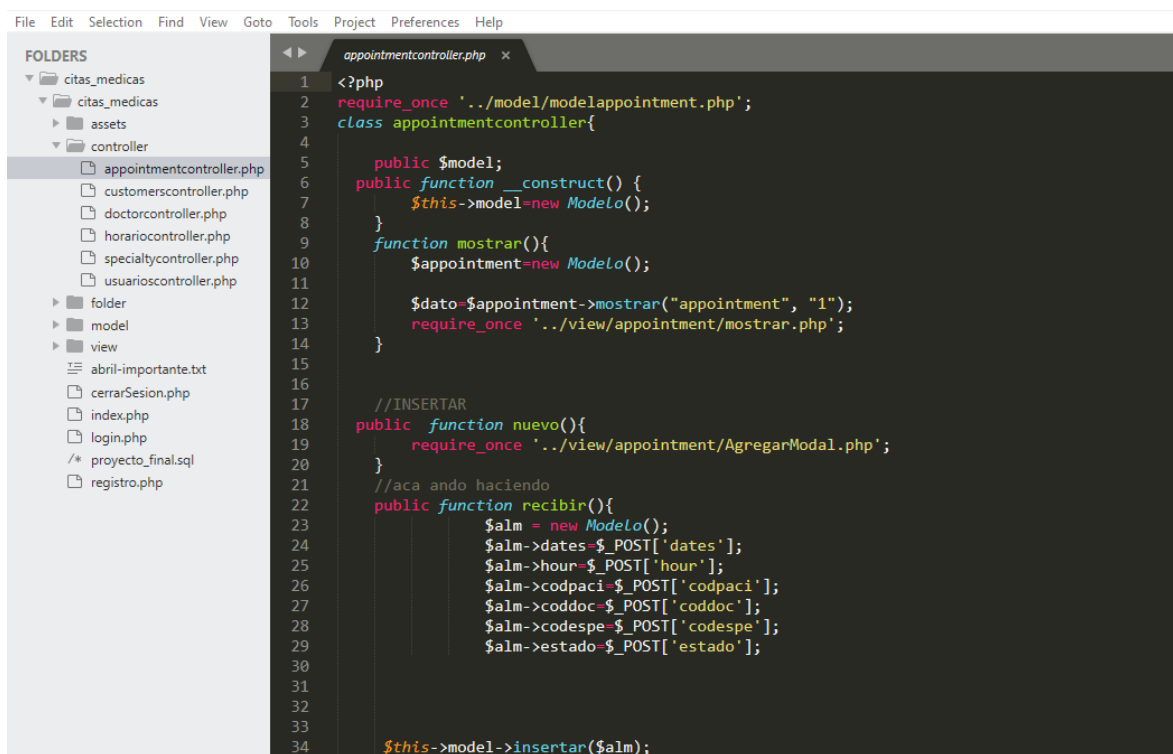 File Edit Selection Find View Goto Tools Project Preferences Help
FOLDERS
citas_medicas
citas_medicas
assets
controller
appointmentcontroller.php
customerscontroller.php
doctorcontroller.php
horariocontroller.php
specialtycontroller.php
usuarioscontroller.php
folder
model
view
abril-importante.txt
cerrarSesion.php
index.php
login.php
/* proyecto_final.sql
registro.php
appointmentcontroller.php ×
1 <?php
2 require_once '../model/modelappointment.php';
3 class appointmentcontroller{
4
5 public $model;
6 public function __construct() {
7 $this->model=new Modelo();
8 }
9 function mostrar(){
10 $appointment=new Modelo();
11
12 $dato=$appointment->mostrar("appointment", "1");
13 require_once '../view/appointment/mostrar.php';
14 }
15
16
17 //INSERTAR
18 public function nuevo(){
19 require_once '../view/appointment/AgregarModal.php';
20 }
21 //aca ando haciendo
22 public function recibir(){
23 $alm = new Modelo();
24 $alm->dates=$_POST['dates'];
25 $alm->hour=$_POST['hour'];
26 $alm->codpaci=$_POST['codpaci'];
27 $alm->coddoc=$_POST['coddoc'];
28 $alm->codespe=$_POST['codespe'];
29 $alm->estado=$_POST['estado'];
30
31
32
33
34 $this->model->insertar($alm);